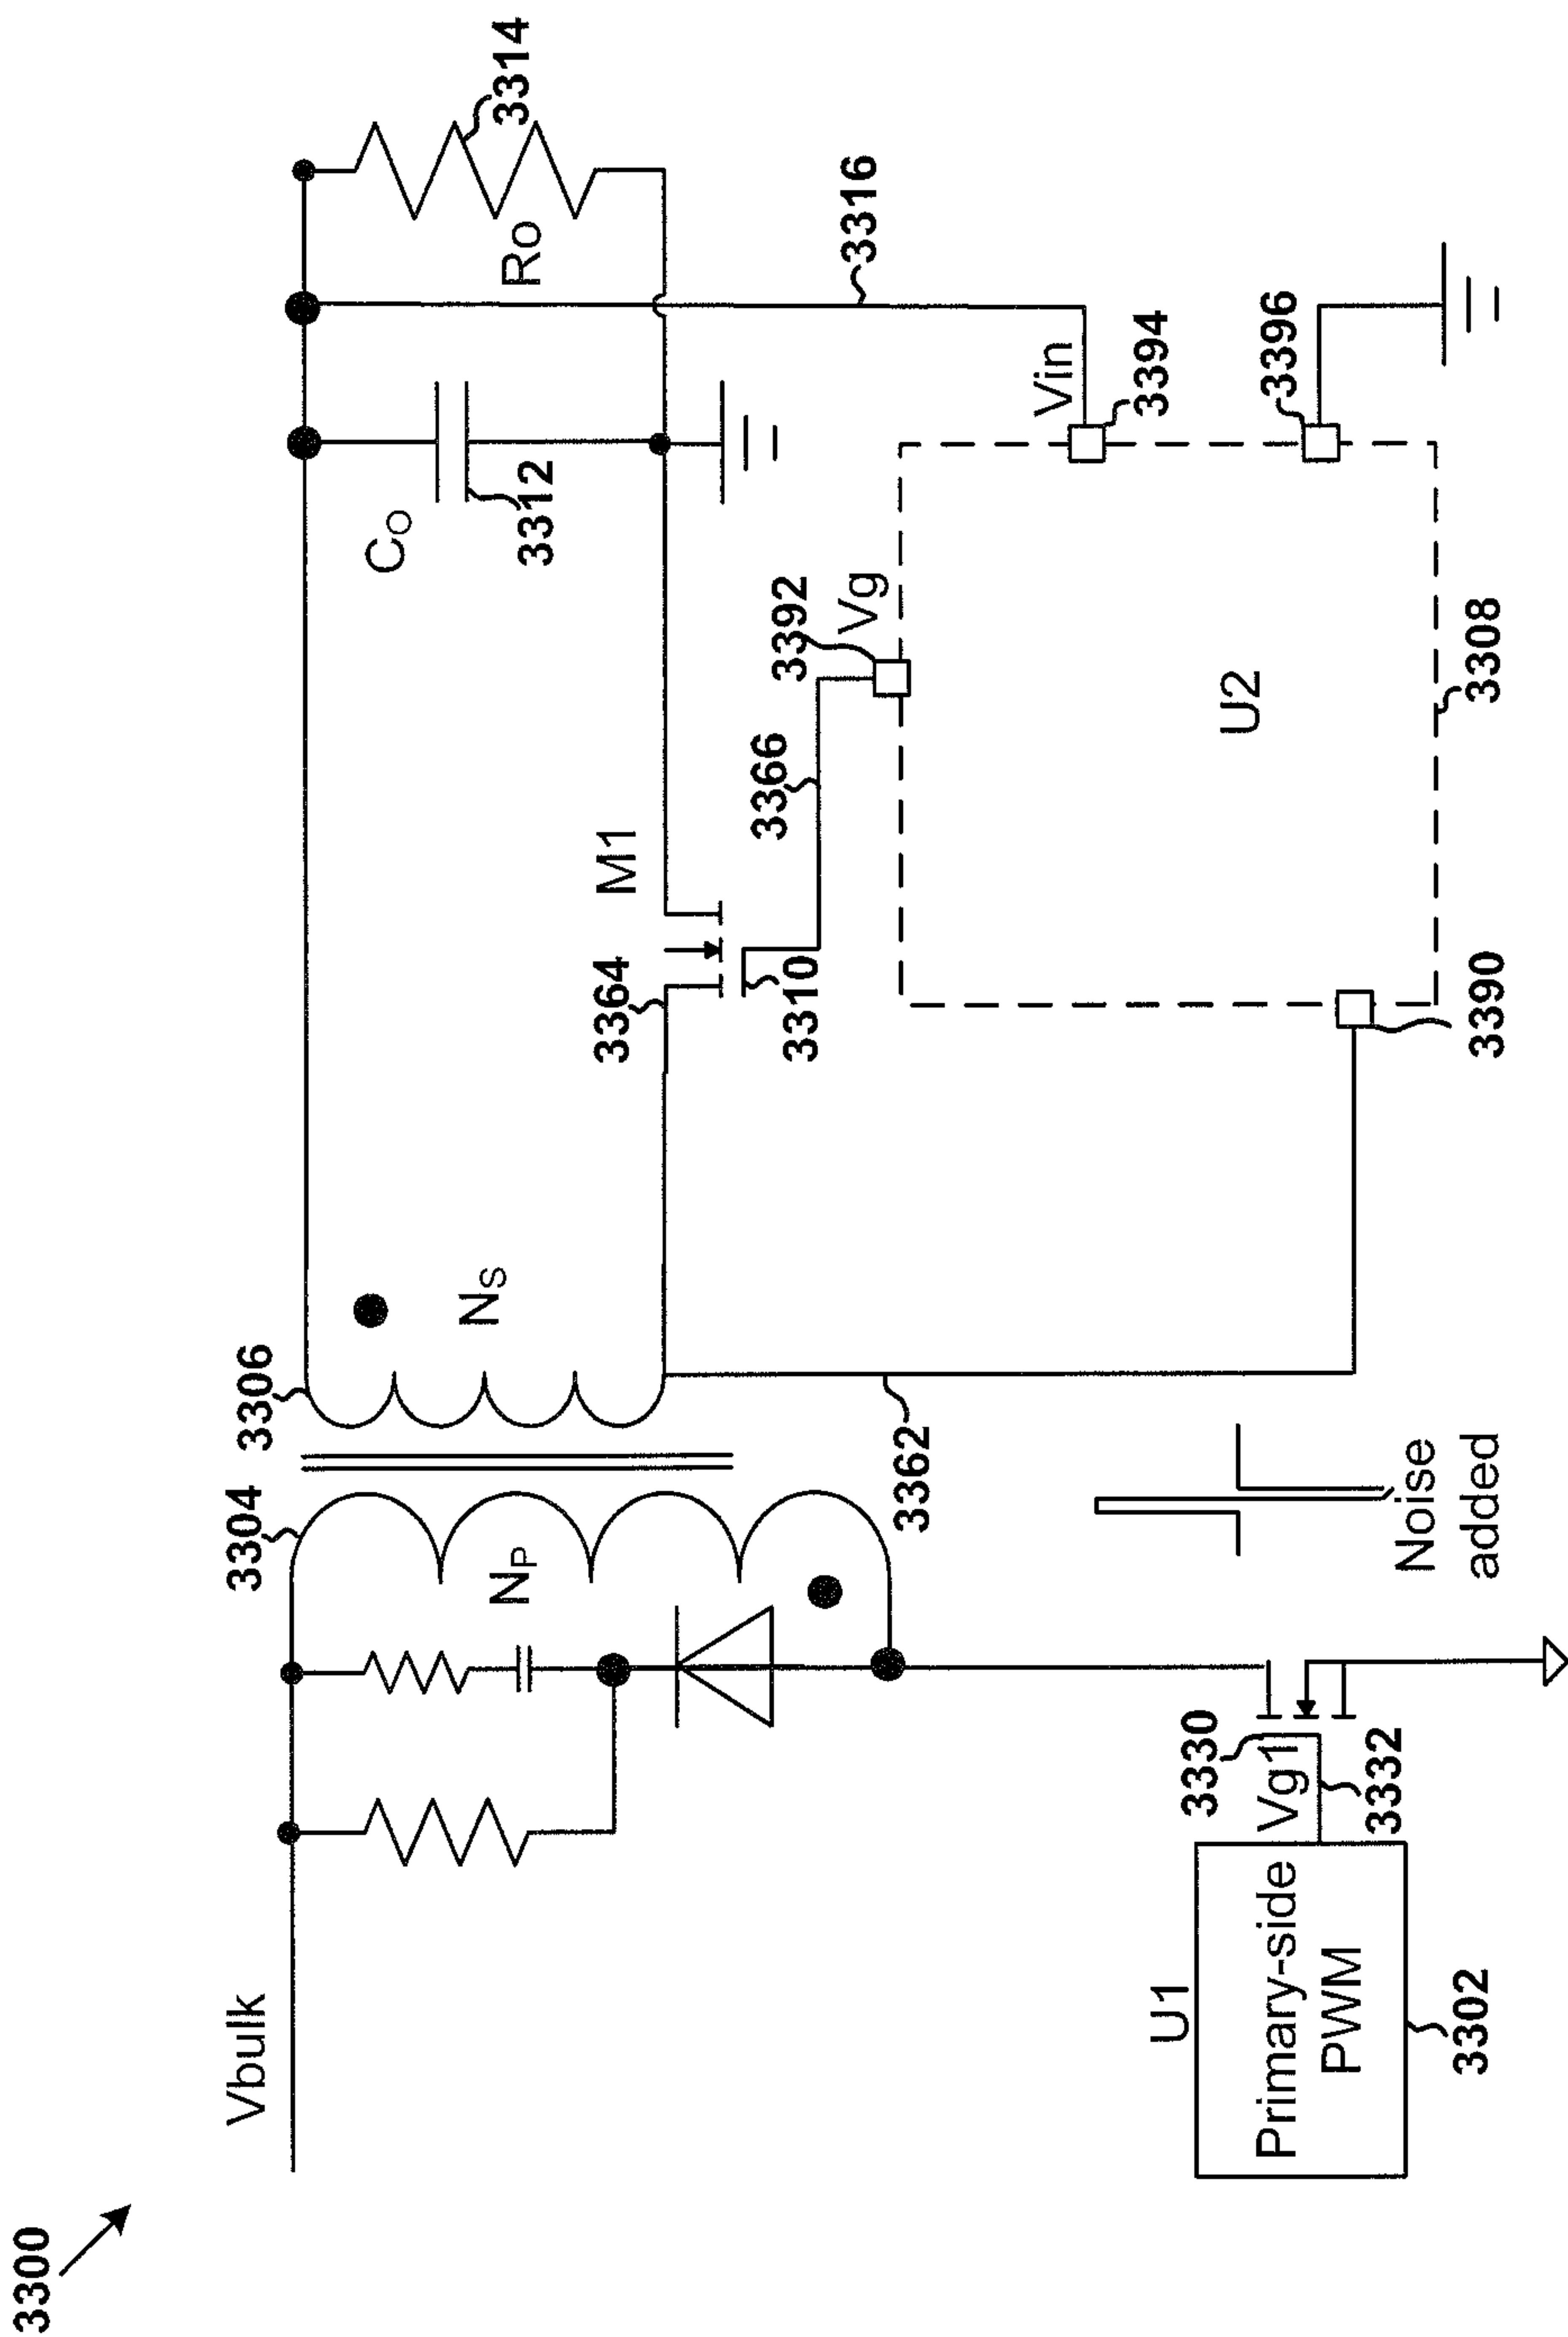 3300
Vbulk
3304
3306
NP
NS
CO
3312
Ro
3314
3316
M1
3364
3310
3366
3392
Vg
Vin
3394
3396
U2
3308
3390
3362
Noise
added
3330
Vg1
3332
U1
Primary-side
PWM
3302